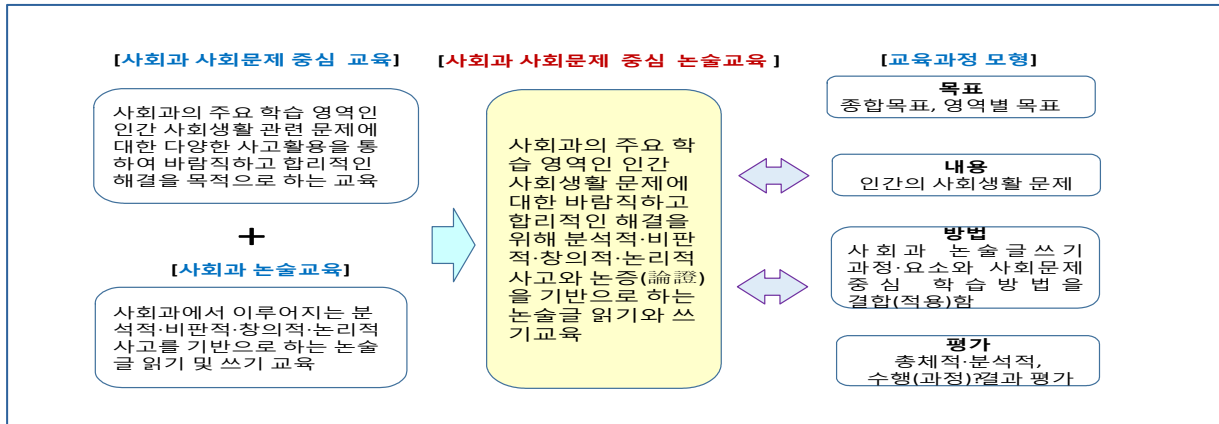 [사회과 사회문제 중심 교육]
사회과의 주요 학습 영역인
인간 사회생활 관련 문제에
대한 다양한 사고활용을 통
하여 바람직하고 합리적인
해결을 목적으로 하는 교육
+
[사회과 논술교육]
사회과에서 이루어지는 분
석적·비판적·창의적·논리적
사고를 기반으로 하는 논술
글 읽기 및 쓰기 교육
[사회과 사회문제 중심 논술교육 ]
사회과의 주요 학
습 영역인 인간
사회생활 문제에
대한 바람직하고
합리적인 해결을
위해 분석적·비판
적·창의적·논리적
사고와 논증(論證)
을 기반으로 하는
논술글 읽기와 쓰
기교육
[교육과정 모형]
목표
종합목표, 영역별 목표
내용
인간의 사회생활 문제
방법
사회과 논술글쓰기
과정·요소와 사회문제
중심 학습방법을
결합(적용)함
평가
총체적·분석적,
수행(과정)?결과 평가